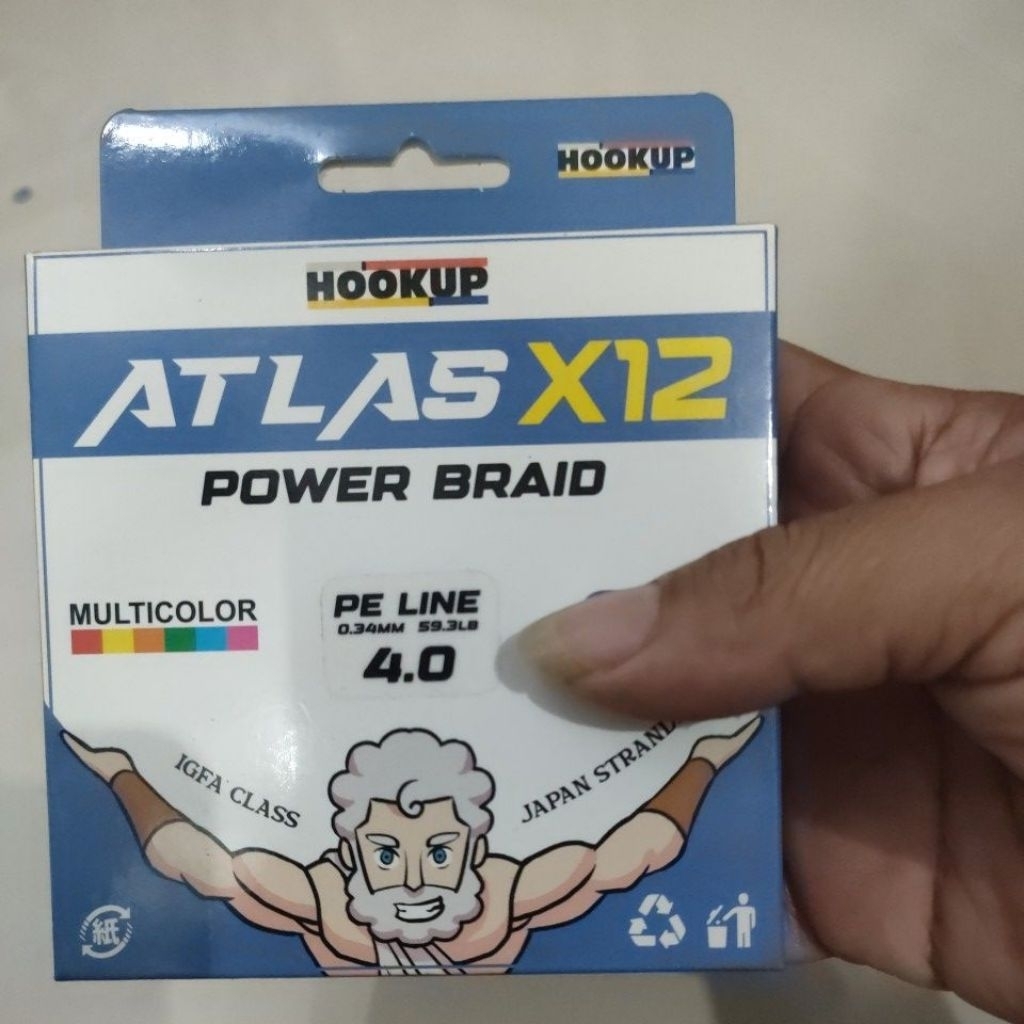 HOOKUP
HOOKUP
ATLAS X12
POWER BRAID
MULTICOLOR
PE LINE
0.34MM 59.3LB
4.0
IGFA CLASS
JAPAN STRAND
紙